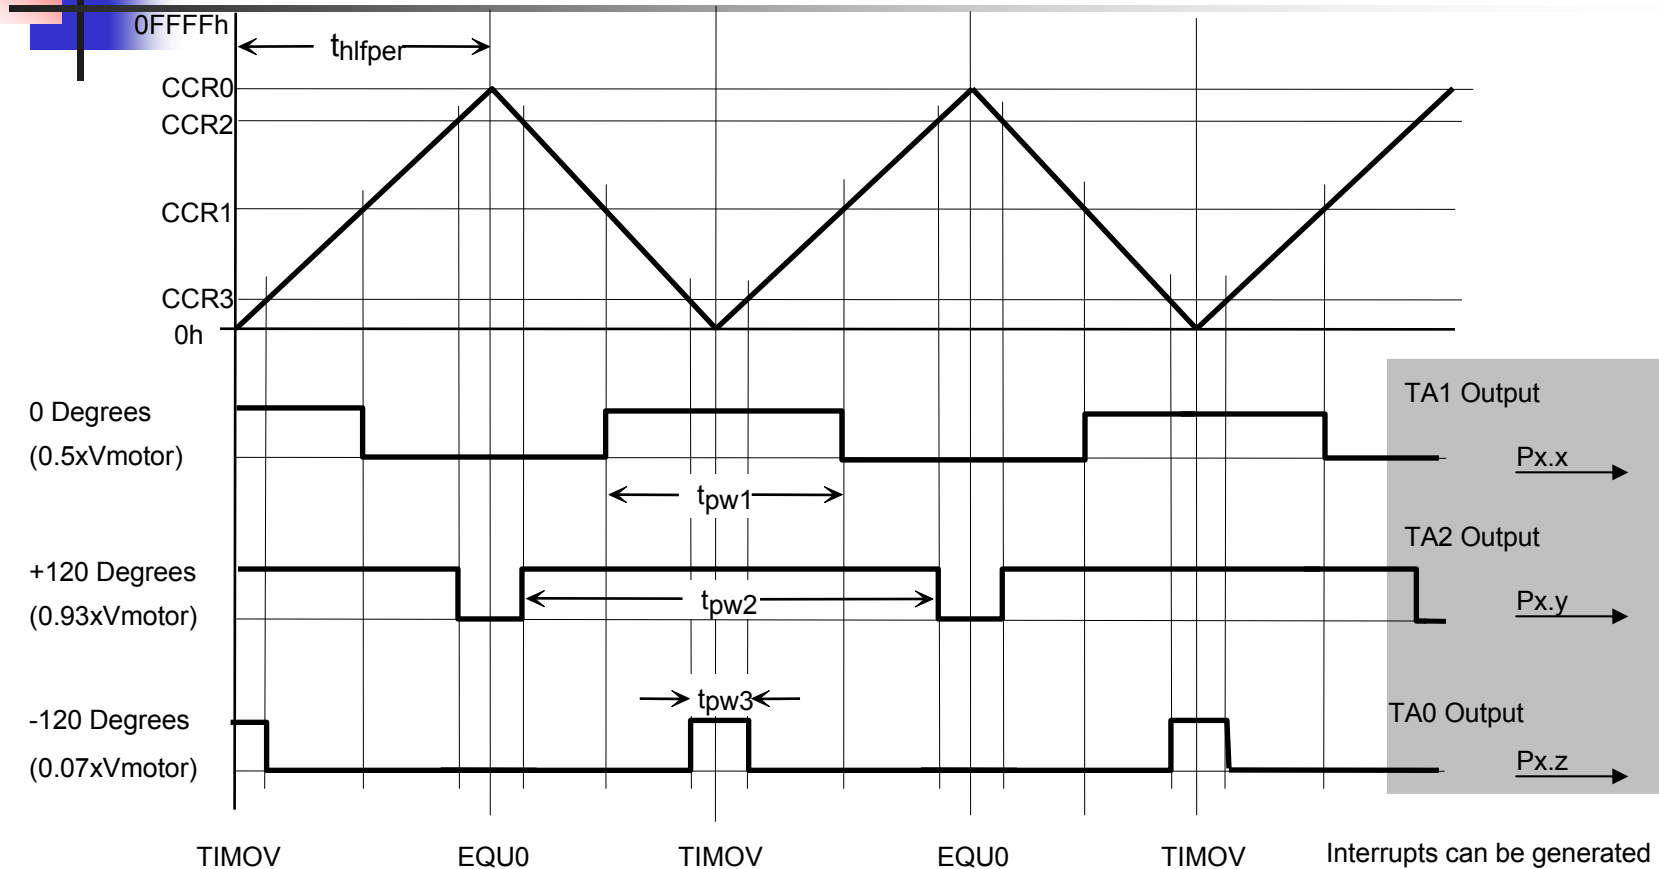 0FFFFh
thlfper
CCR0
CCR2
CCR1
CCR3
0h
0 Degrees
(0.5xVmotor)
TA1 Output
Px.x
tpw1
+120 Degrees
(0.93xVmotor)
TA2 Output
Px.y
tpw2
-120 Degrees
(0.07xVmotor)
tpw3
TA0 Output
Px.z
TIMOV EQU0 TIMOV EQU0 TIMOV Interrupts can be generated